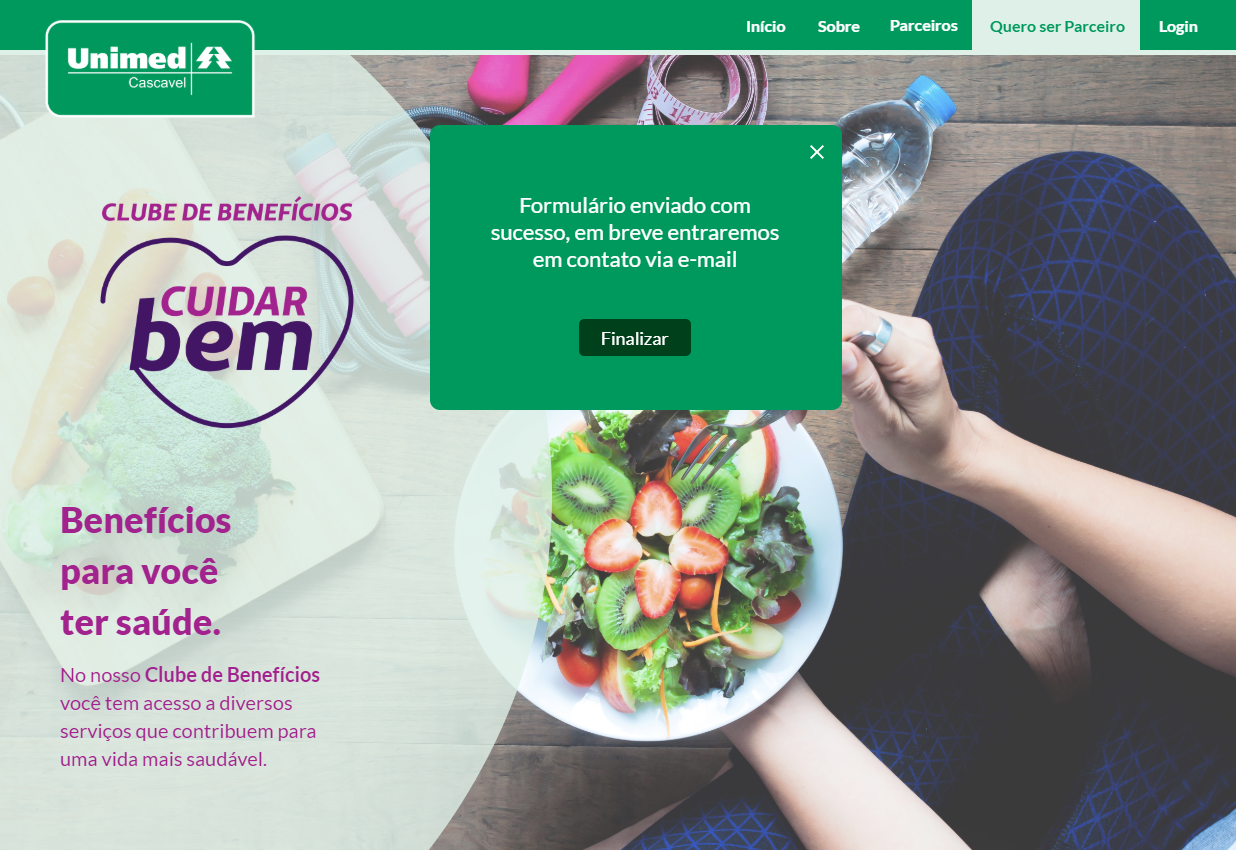 Início Sobre Parceiros Quero ser Parceiro Login
Unimed
Cascavel
CLUBE DE BENEFÍCIOS
CUIDAR
bem
Formulário enviado com
sucesso, em breve entraremos
em contato via e-mail
Finalizar
Benefícios
para você
ter saúde.
No nosso Clube de Benefícios
você tem acesso a diversos
serviços que contribuem para
uma vida mais saudável.